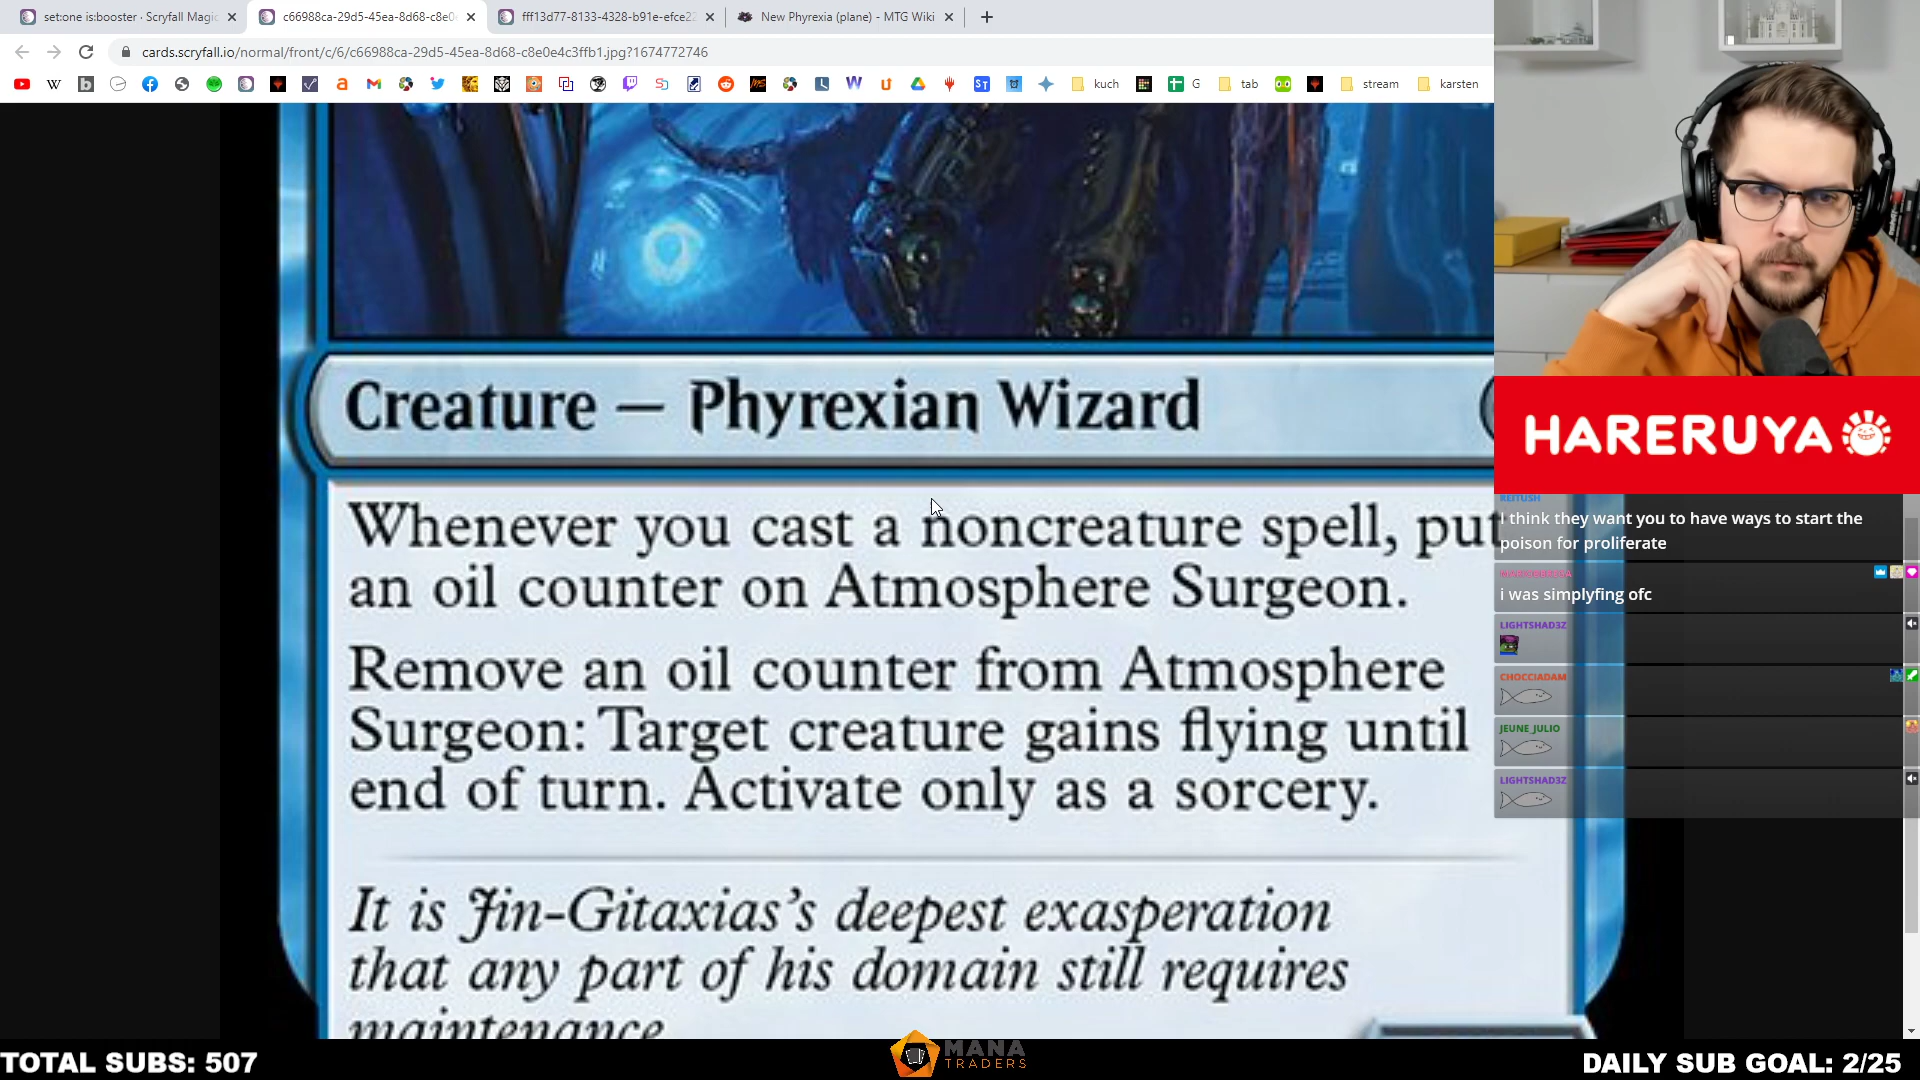 set:one is:booster · Scryfall Magic
c66988ca-29d5-45ea-8d68-c8e0
fff13d77-8133-4328-b91e-efce22
New Phyrexia (plane) - MTG Wiki
cards.scryfall.io/normal/front/c/6/c66988ca-29d5-45ea-8d68-c8e0e4c3ffb1.jpg?1674772746
kuch
G
tab
stream
karsten
Creature — Phyrexian Wizard
Whenever you cast a noncreature spell, put
an oil counter on Atmosphere Surgeon.
Remove an oil counter from Atmosphere
Surgeon: Target creature gains flying until
end of turn. Activate only as a sorcery.
It is Jin-Gitaxias's deepest exasperation
that any part of his domain still requires
maintenance
HARERUYA
REITUSH
I think they want you to have ways to start the
poison for proliferate
i was simplyfing ofc
LIGHTSHAD3Z
CHOCCIADAM
JEUNE_JULIO
LIGHTSHAD3Z
TOTAL SUBS: 507
MANA
TRADERS
DAILY SUB GOAL: 2/25